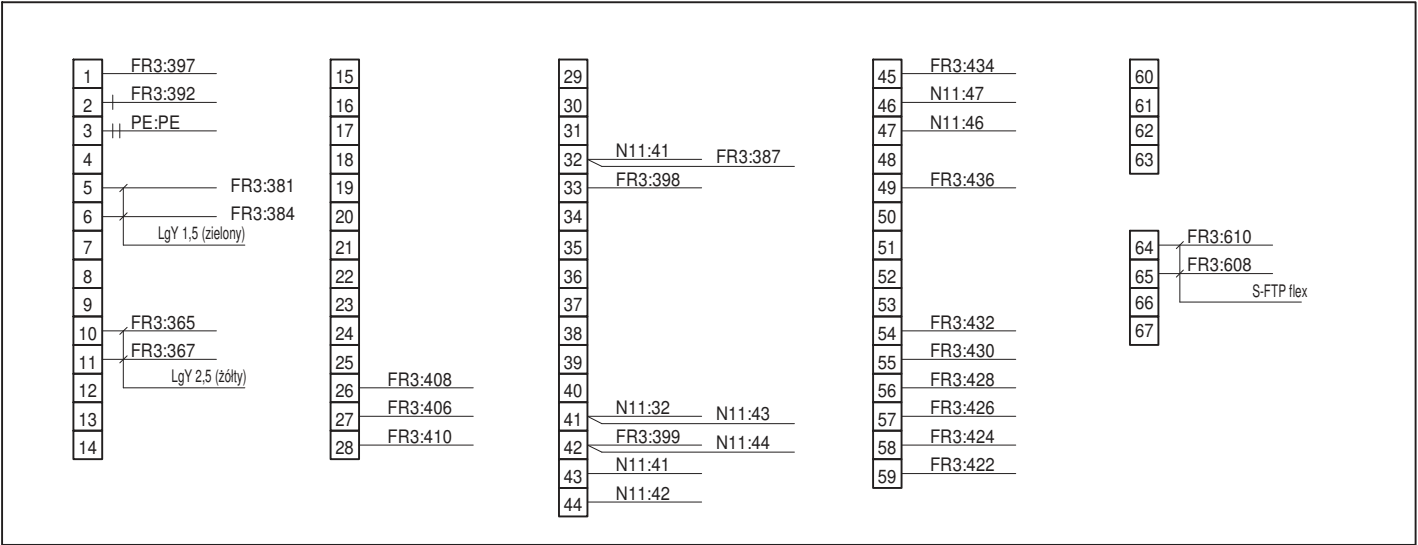 1 FR3:397
2 FR3:392
3 PE:PE
4
5 FR3:381
6 FR3:384
LgY 1,5 (zielony)
7
8
9
10 FR3:365
11 FR3:367
LgY 2,5 (żółty)
12
13
14
15
16
17
18
19
20
21
22
23
24
25
26 FR3:408
27 FR3:406
28 FR3:410
29
30
31
32 N11:41 FR3:387
33 FR3:398
34
35
36
37
38
39
40
41 N11:32 N11:43
42 FR3:399 N11:44
43 N11:41
44 N11:42
45 FR3:434
46 N11:47
47 N11:46
48
49 FR3:436
50
51
52
53
54 FR3:432
55 FR3:430
56 FR3:428
57 FR3:426
58 FR3:424
59 FR3:422
60
61
62
63
64 FR3:610
65 FR3:608
S-FTP flex
66
67